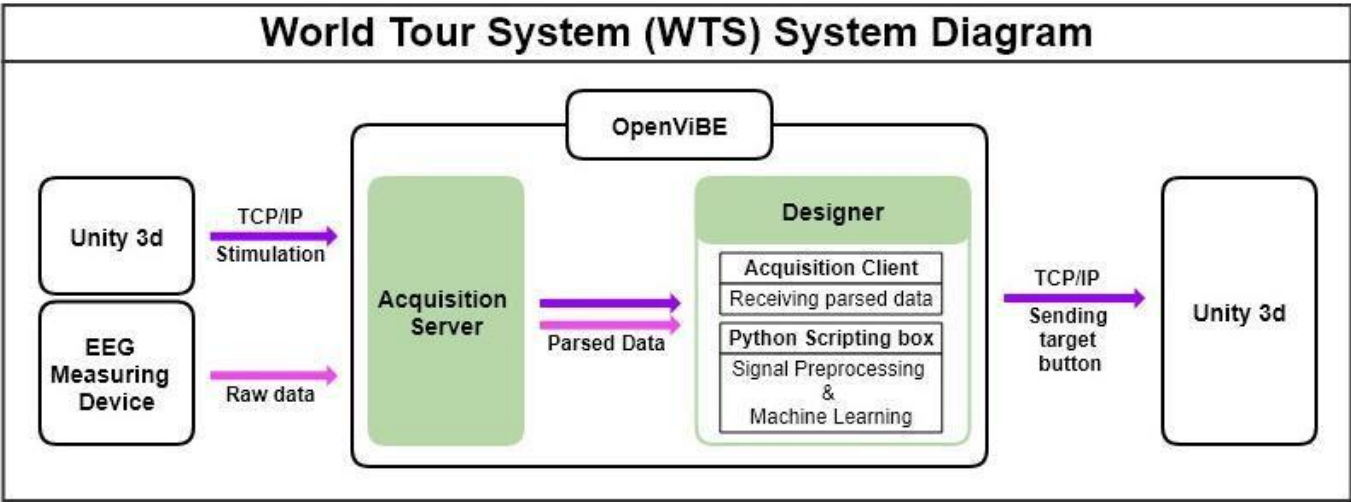 World Tour System (WTS) System Diagram
OpenViBE
Unity 3d
TCP/IP
Stimulation
EEG
Measuring
Device
Raw data
Acquisition
Server
Parsed Data
Designer
Acquisition Client
Receiving parsed data
Python Scripting box
Signal Preprocessing
&
Machine Learning
TCP/IP
Sending
target
button
Unity 3d